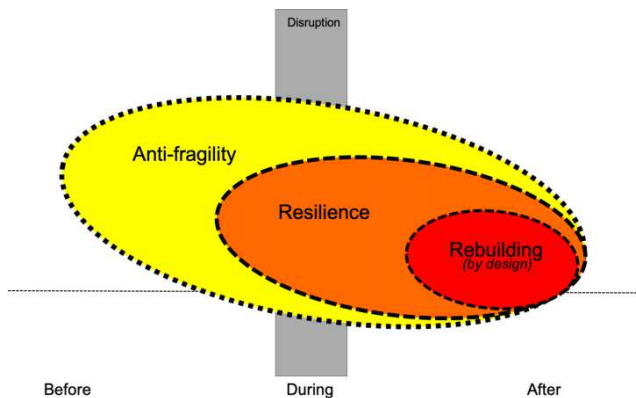 Disruption
Anti-fragility
Resilience
Rebuilding
(by design)
Before
During
After